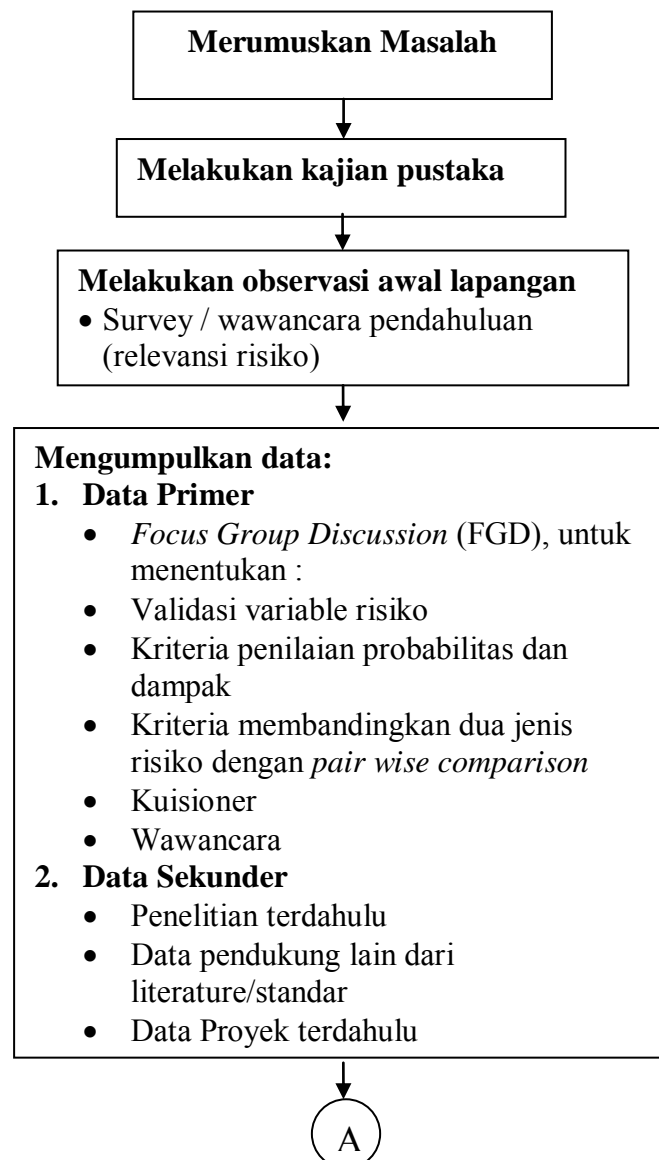 Merumuskan Masalah
Melakukan kajian pustaka
Melakukan observasi awal lapangan
• Survey / wawancara pendahuluan
(relevansi risiko)
Mengumpulkan data:
1. Data Primer
• Focus Group Discussion (FGD), untuk
menentukan :
• Validasi variable risiko
• Kriteria penilaian probabilitas dan
dampak
• Kriteria membandingkan dua jenis
risiko dengan pair wise comparison
• Kuisioner
• Wawancara
2. Data Sekunder
• Penelitian terdahulu
• Data pendukung lain dari
literature/standar
• Data Proyek terdahulu
A